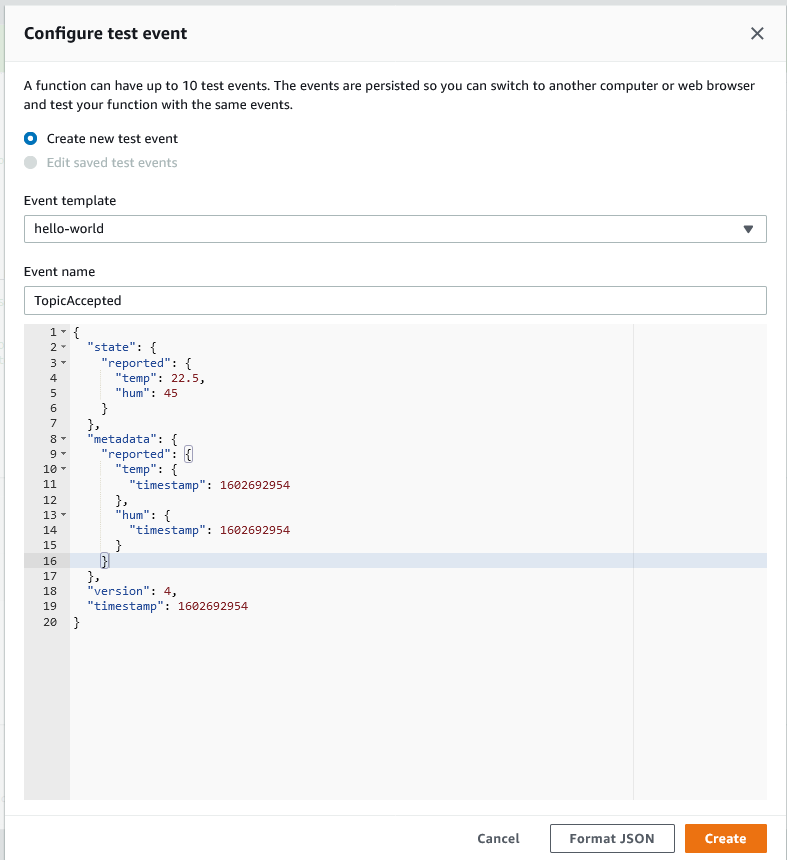 Configure test event
A function can have up to 10 test events. The events are persisted so you can switch to another computer or web browser
and test your function with the same events.
Create new test event
Edit saved test events
Event template
hello-world
Event name
TopicAccepted
1 {
2   "state": {
3     "reported": {
4       "temp": 22.5,
5       "hum": 45
6     }
7   },
8   "metadata": {
9     "reported": {
10       "temp": {
11         "timestamp": 1602692954
12       },
13       "hum": {
14         "timestamp": 1602692954
15       }
16     }
17   },
18   "version": 4,
19   "timestamp": 1602692954
20 }
Cancel Format JSON Create